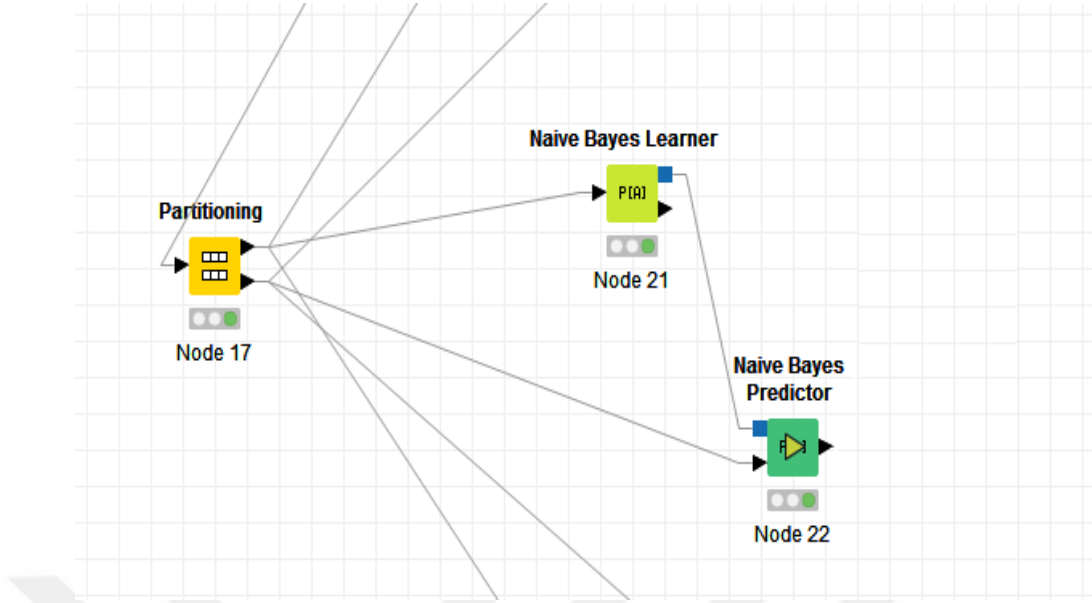 Naive Bayes Learner
P[A]
Node 21
Partitioning
Node 17
Naive Bayes
Predictor
Node 22